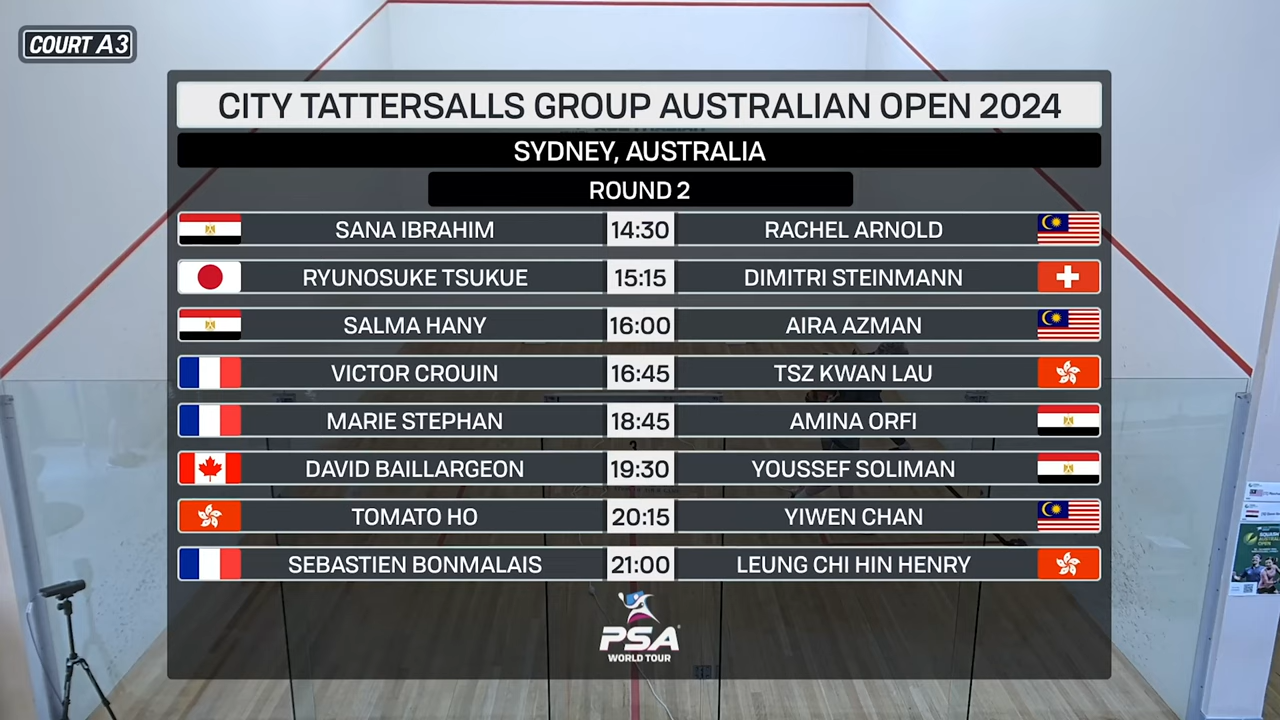 COURT A3
CITY TATTERSALLS GROUP AUSTRALIAN OPEN 2024
SYDNEY, AUSTRALIA
ROUND 2
SANA IBRAHIM 14:30 RACHEL ARNOLD
RYUNOSUKE TSUKUE 15:15 DIMITRI STEINMANN
SALMA HANY 16:00 AIRA AZMAN
VICTOR CROUIN 16:45 TSZ KWAN LAU
MARIE STEPHAN 18:45 AMINA ORFI
DAVID BAILLARGEON 19:30 YOUSSEF SOLIMAN
TOMATO HO 20:15 YIWEN CHAN
SEBASTIEN BONMALAIS 21:00 LEUNG CHI HIN HENRY
PSA
WORLD TOUR
SQUASH
AUSTRALIAN
OPEN